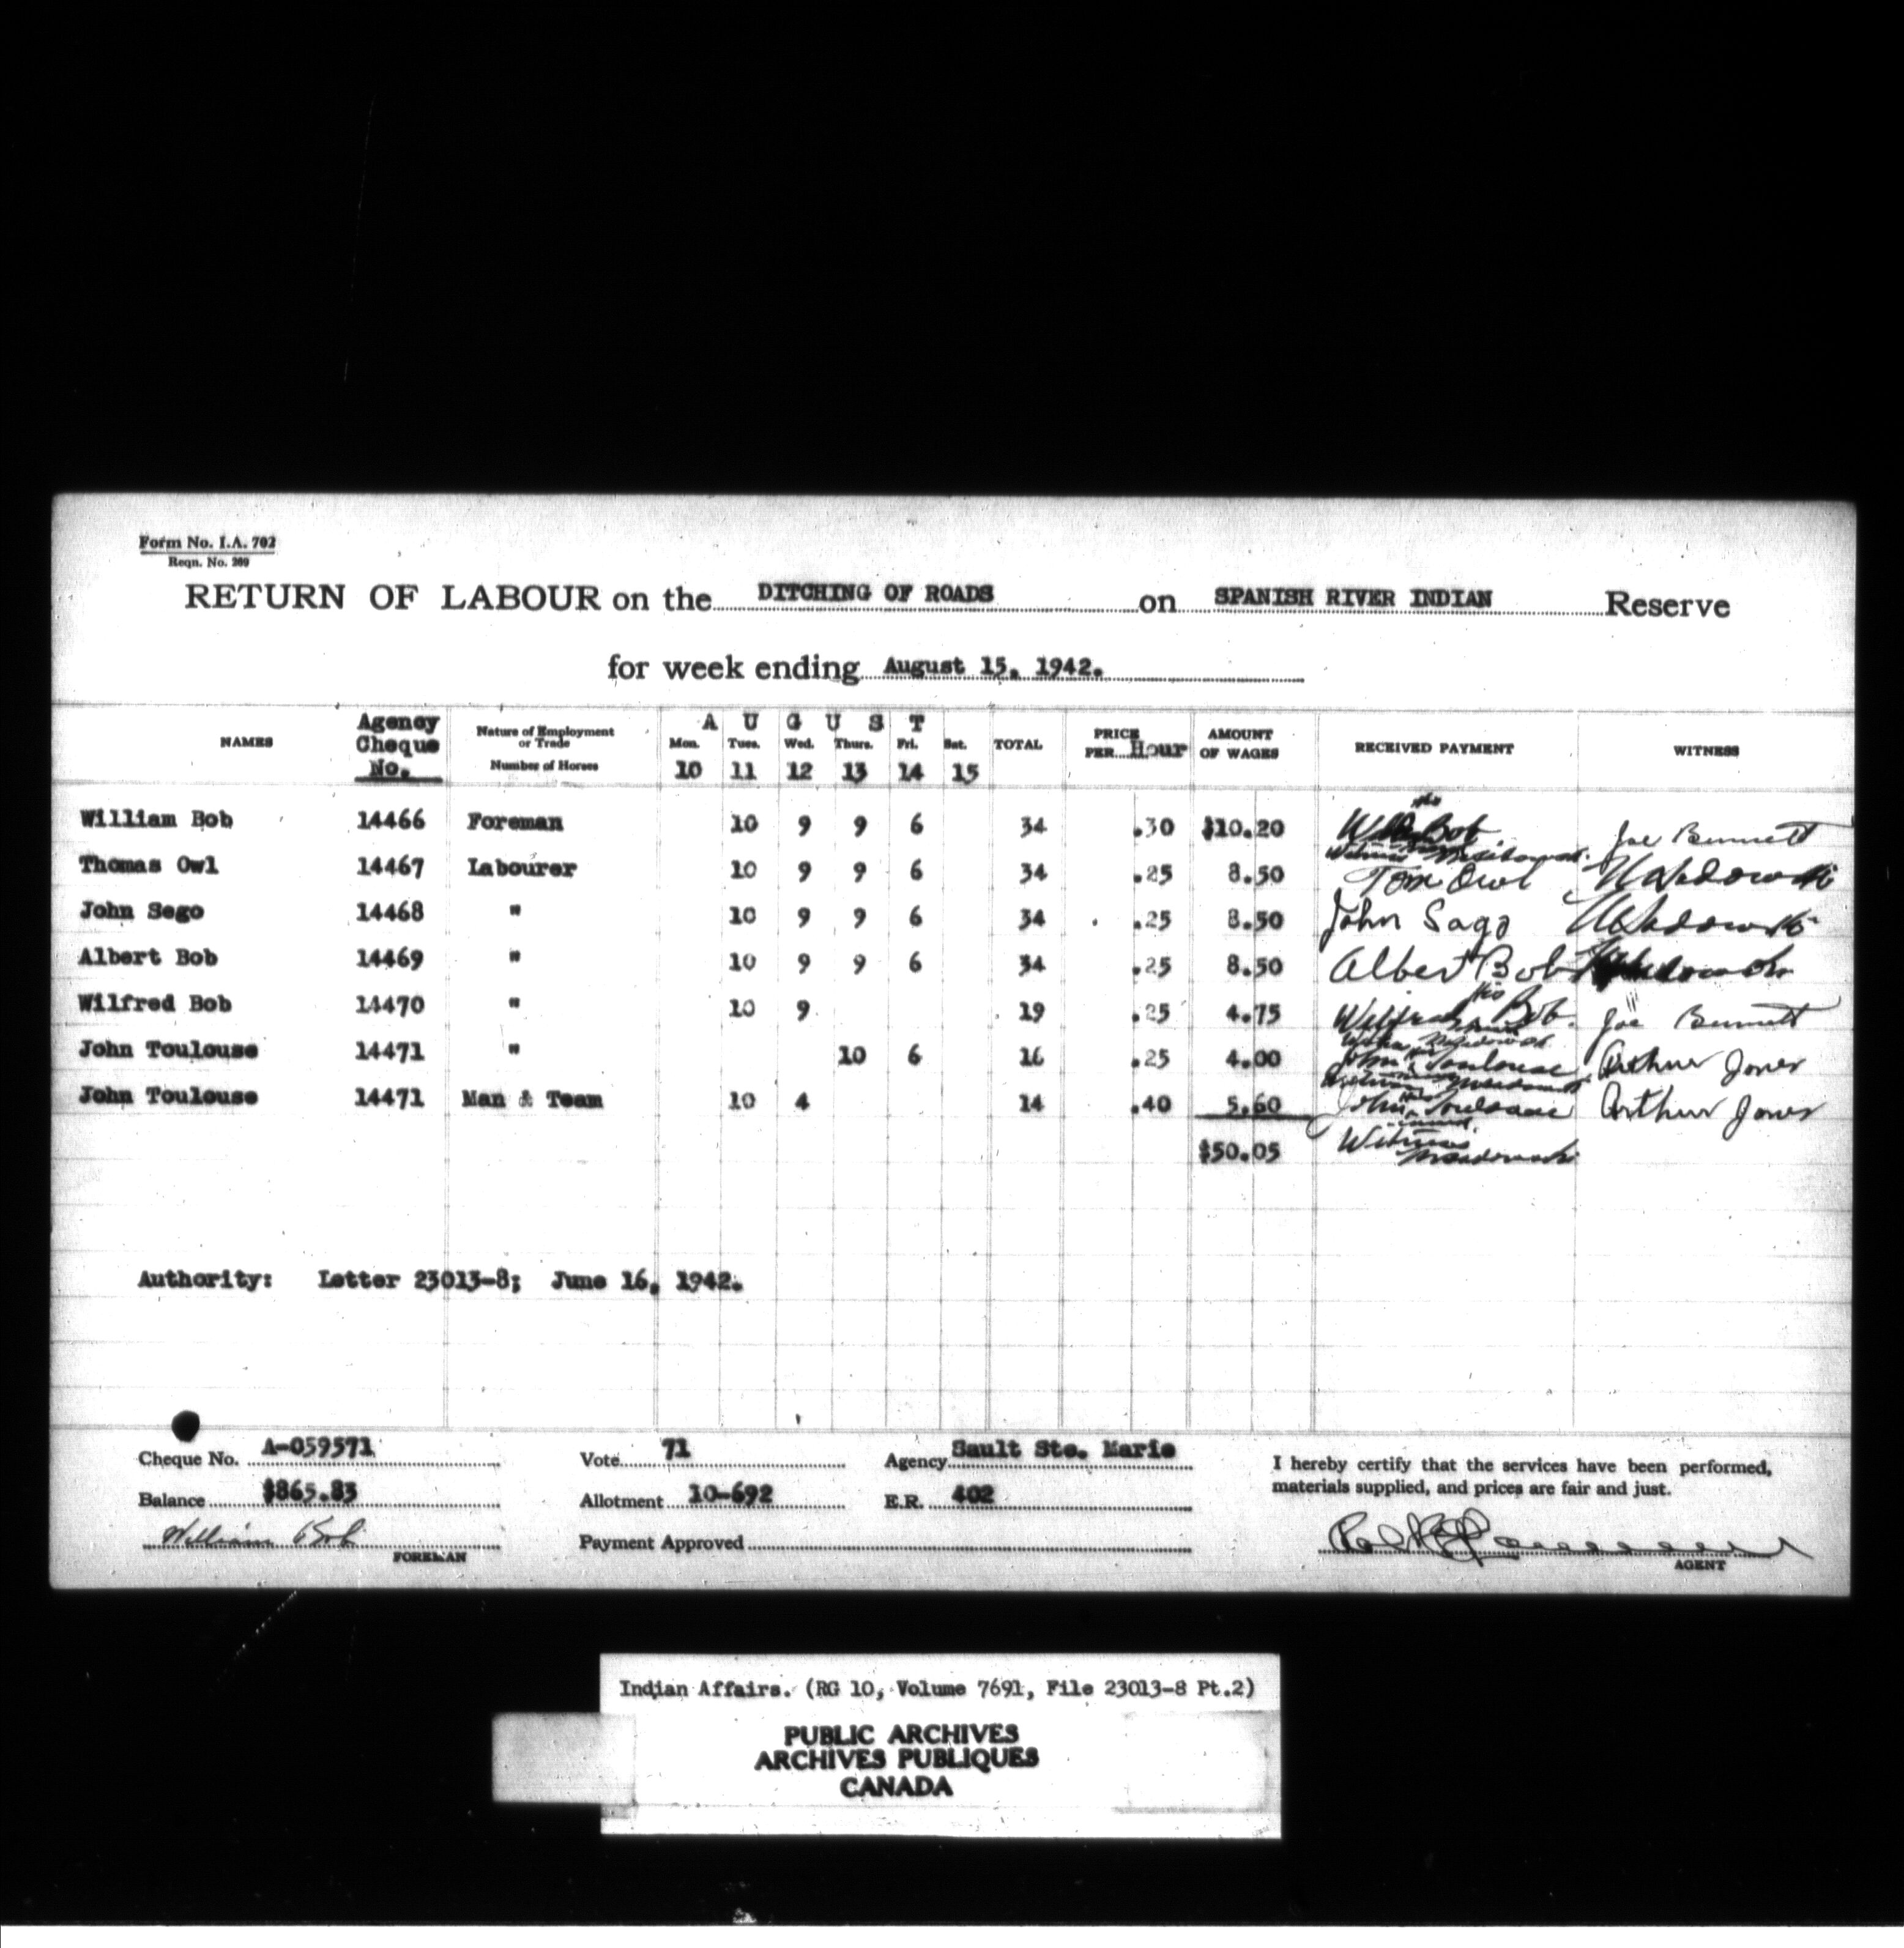 Form No. I.A. 702
Reqn. No. 209
RETURN OF LABOUR on the DITCHING OF ROADS on SPANISH RIVER INDIAN Reserve
for week ending August 15, 1942.
NAMES Agency Cheque No. Nature of Employment or Trade Number of Horses A U G U S T Mon. 10 Tues. 11 Wed. 12 Thurs. 13 Fri. 14 Sat. 15 TOTAL PRICE PER Hour AMOUNT OF WAGES RECEIVED PAYMENT WITNESS
William Bob 14466 Foreman 10 9 9 6 34 .30 $10.20 Bob Joe Bennett
Thomas Owl 14467 Labourer 10 9 9 6 34 .25 8.50 Tom Owl
John Sego 14468 " 10 9 9 6 34 .25 8.50 John Sago
Albert Bob 14469 " 10 9 9 6 34 .25 8.50 Albert Bob
Wilfred Bob 14470 " 10 9 19 .25 4.75 Wilfred his Bob. Joe Bennett
John Toulouse 14471 " 10 6 16 .25 4.00 John Toulouse Arthur Jones
John Toulouse 14471 Man & Team 10 4 14 .40 5.60 John Arthur Jones
$50.05 Witness
Authority: Letter 23013-8; June 16, 1942.
Cheque No. A-059571 Vote 71 Agency Sault Ste. Marie
I hereby certify that the services have been performed,
materials supplied, and prices are fair and just.
Balance $865.83 Allotment 10-692 E.R. 402
William Bob
FOREMAN
Payment Approved
AGENT
Indian Affairs. (RG 10, Volume 7691, File 23013-8 Pt.2)
PUBLIC ARCHIVES
ARCHIVES PUBLIQUES
CANADA